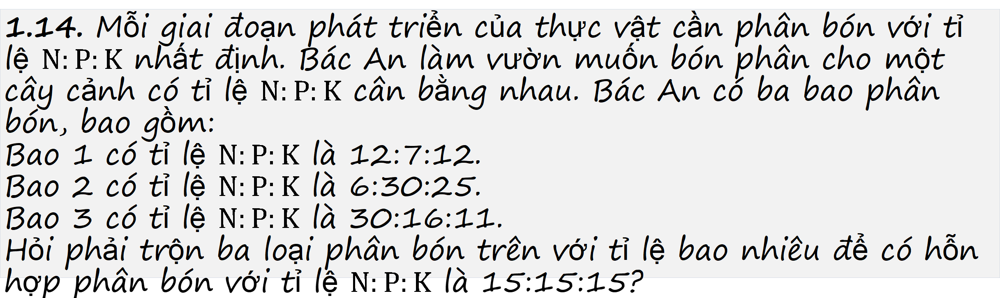 1.14. Mỗi giai đoạn phát triển của thực vật cần phân bón với tỉ
lệ N: P: K nhất định. Bác An làm vườn muốn bón phân cho một
cây cảnh có tỉ lệ N: P: K cân bằng nhau. Bác An có ba bao phân
bón, bao gồm:
Bao 1 có tỉ lệ N: P: K là 12:7:12.
Bao 2 có tỉ lệ N: P: K là 6:30:25.
Bao 3 có tỉ lệ N: P: K là 30:16:11.
Hỏi phải trộn ba loại phân bón trên với tỉ lệ bao nhiêu để có hỗn
hợp phân bón với tỉ lệ N: P: K là 15:15:15?